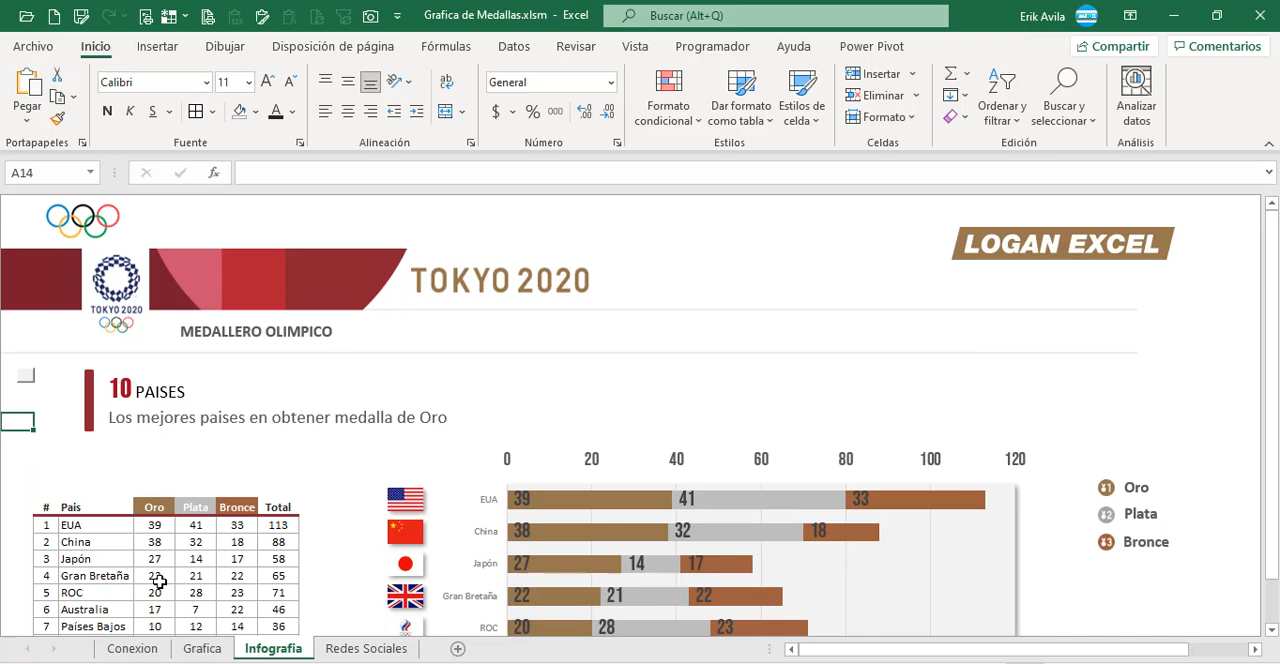 Grafica de Medallas.xlsm - Excel
Buscar (Alt+Q)
Erik Avila
Archivo Inicio Insertar Dibujar Disposición de página Fórmulas Datos Revisar Vista Programador Ayuda Power Pivot Compartir Comentarios
Pegar
Calibri 11
N K S
General
$ % 000
Formato condicional
Dar formato como tabla
Estilos de celda
Insertar
Eliminar
Formato
Ordenar y filtrar
Buscar y seleccionar
Analizar datos
Portapapeles Fuente Alineación Número Estilos Celdas Edición Análisis
A14 fx
LOGAN EXCEL
TOKYO 2020
TOKYO 2020
MEDALLERO OLIMPICO
10 PAISES
Los mejores paises en obtener medalla de Oro
# Pais Oro Plata Bronce Total
1 EUA 39 41 33 113
2 China 38 32 18 88
3 Japón 27 14 17 58
4 Gran Bretaña 21 22 65
5 ROC 20 28 23 71
6 Australia 17 7 22 46
7 Países Bajos 10 12 14 36
0 20 40 60 80 100 120
EUA 39 41 33
China 38 32 18
Japón 27 14 17
Gran Bretaña 22 21 22
ROC 20 28 23
Oro
Plata
Bronce
Conexion Grafica Infografia Redes Sociales